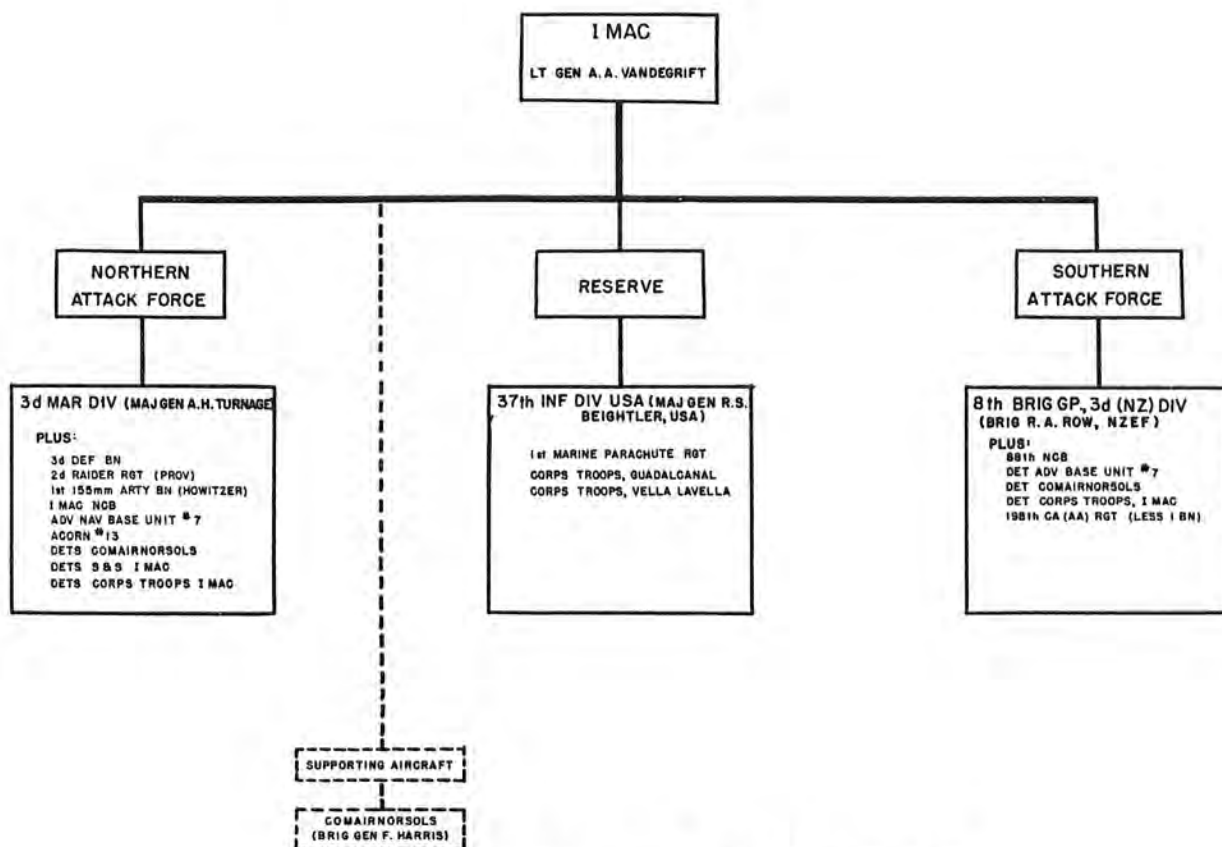 I MAC
LT GEN A.A. VANDEGRIFT
NORTHERN
ATTACK FORCE
RESERVE
SOUTHERN
ATTACK FORCE
3d MAR DIV (MAJ GEN A.H. TURNAGE
PLUS:
3d DEF BN
2d RAIDER RGT (PROV)
1st 155mm ARTY BN (HOWITZER)
I MAC NCB
ADV NAV BASE UNIT #7
ACORN #13
DETS COMAIRNORSOLS
DETS S&S I MAC
DETS CORPS TROOPS I MAC
37th INF DIV USA (MAJ GEN R.S.
BEIGHTLER, USA)
1st MARINE PARACHUTE RGT
CORPS TROOPS, GUADALCANAL
CORPS TROOPS, VELLA LAVELLA
8th BRIG GP., 3d (NZ) DIV
(BRIG R.A. ROW, NZEF)
PLUS:
88th NCB
DET ADV BASE UNIT #7
DET COMAIRNORSOLS
DET CORPS TROOPS, I MAC
198th CA (AA) RGT (LESS 1 BN)
SUPPORTING AIRCRAFT
COMAIRNORSOLS
(BRIG GEN F. HARRIS)